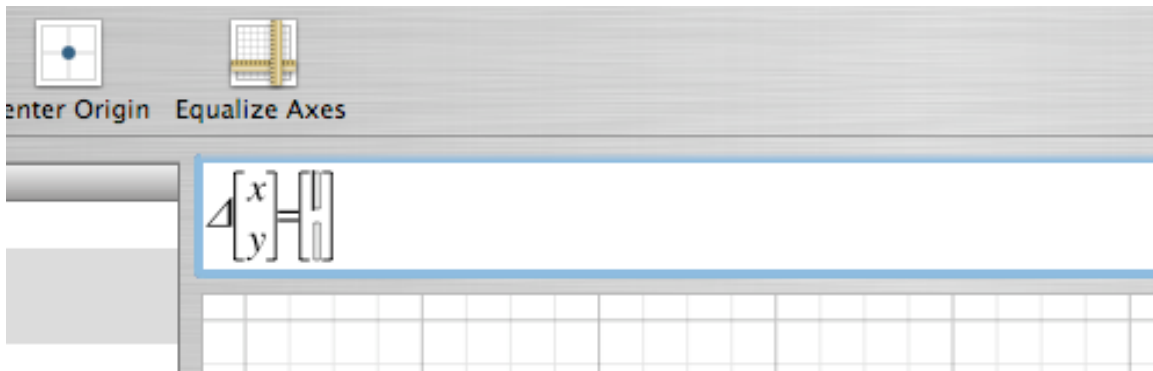 enter Origin Equalize Axes
Δ[x y]=[ ]